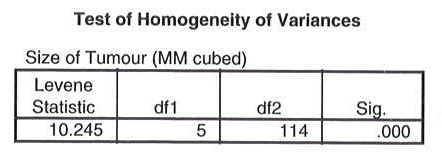 Test of Homogeneity of Variances
Size of Tumour (MM cubed)
Levene
Statistic df1 df2 Sig.
10.245 5 114 .000